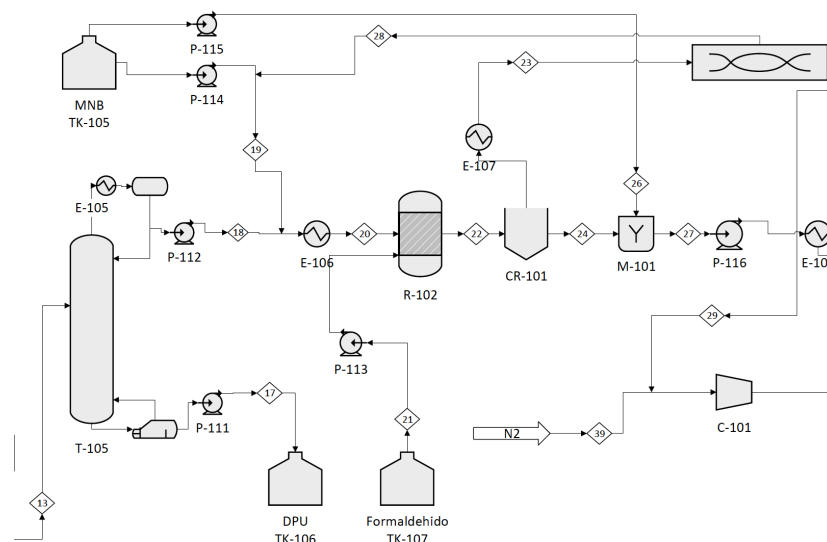 P-115
28
23
P-114
MNB
TK-105
E-107
19
26
E-105
18
20
22
24
27
P-112
E-106
M-101
P-116
E-10
CR-101
R-102
29
P-113
17
21
P-111
C-101
N2
39
T-105
13
DPU
TK-106
Formaldehido
TK-107